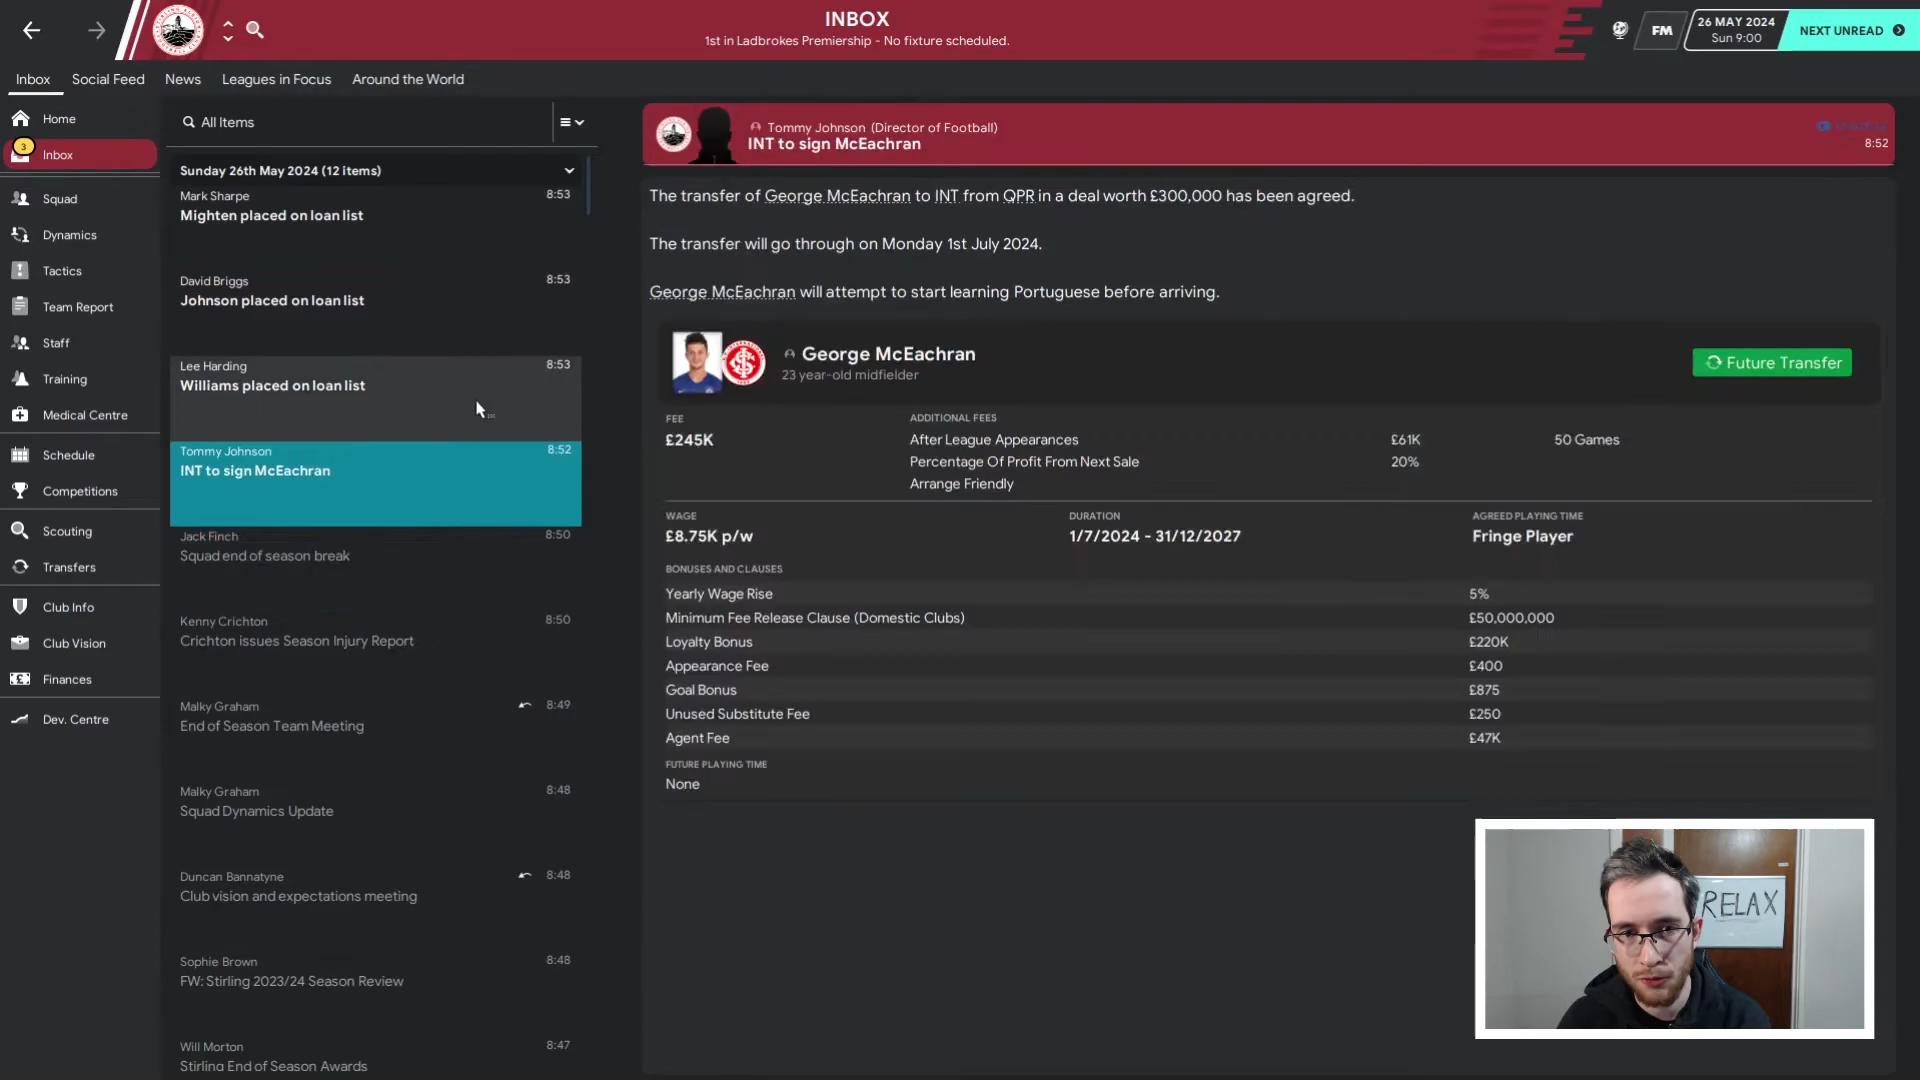 INBOX
1st in Ladbrokes Premiership - No fixture scheduled.
FM
26 MAY 2024
Sun 9:00
NEXT UNREAD
Inbox
Social Feed
News
Leagues in Focus
Around the World
Home
3
Inbox
Squad
Dynamics
Tactics
Team Report
Staff
Training
Medical Centre
Schedule
Competitions
Scouting
Transfers
Club Info
Club Vision
Finances
Dev. Centre
All Items
Sunday 26th May 2024 (12 items)
Mark Sharpe 8:53
Mighten placed on loan list
David Briggs 8:53
Johnson placed on loan list
Lee Harding 8:53
Williams placed on loan list
Tommy Johnson 8:52
INT to sign McEachran
Jack Finch 8:50
Squad end of season break
Kenny Crichton 8:50
Crichton issues Season Injury Report
Malky Graham 8:49
End of Season Team Meeting
Malky Graham 8:48
Squad Dynamics Update
Duncan Bannatyne 8:48
Club vision and expectations meeting
Sophie Brown 8:48
FW: Stirling 2023/24 Season Review
Will Morton 8:47
Stirling End of Season Awards
Tommy Johnson (Director of Football)
INT to sign McEachran
8:52
The transfer of George McEachran to INT from QPR in a deal worth £300,000 has been agreed.
The transfer will go through on Monday 1st July 2024.
George McEachran will attempt to start learning Portuguese before arriving.
George McEachran
23 year-old midfielder
Future Transfer
FEE
£245K
ADDITIONAL FEES
After League Appearances £61K 50 Games
Percentage Of Profit From Next Sale 20%
Arrange Friendly
WAGE
£8.75K p/w
DURATION
1/7/2024 - 31/12/2027
AGREED PLAYING TIME
Fringe Player
BONUSES AND CLAUSES
Yearly Wage Rise 5%
Minimum Fee Release Clause (Domestic Clubs) £50,000,000
Loyalty Bonus £220K
Appearance Fee £400
Goal Bonus £875
Unused Substitute Fee £250
Agent Fee £47K
FUTURE PLAYING TIME
None
RELAX